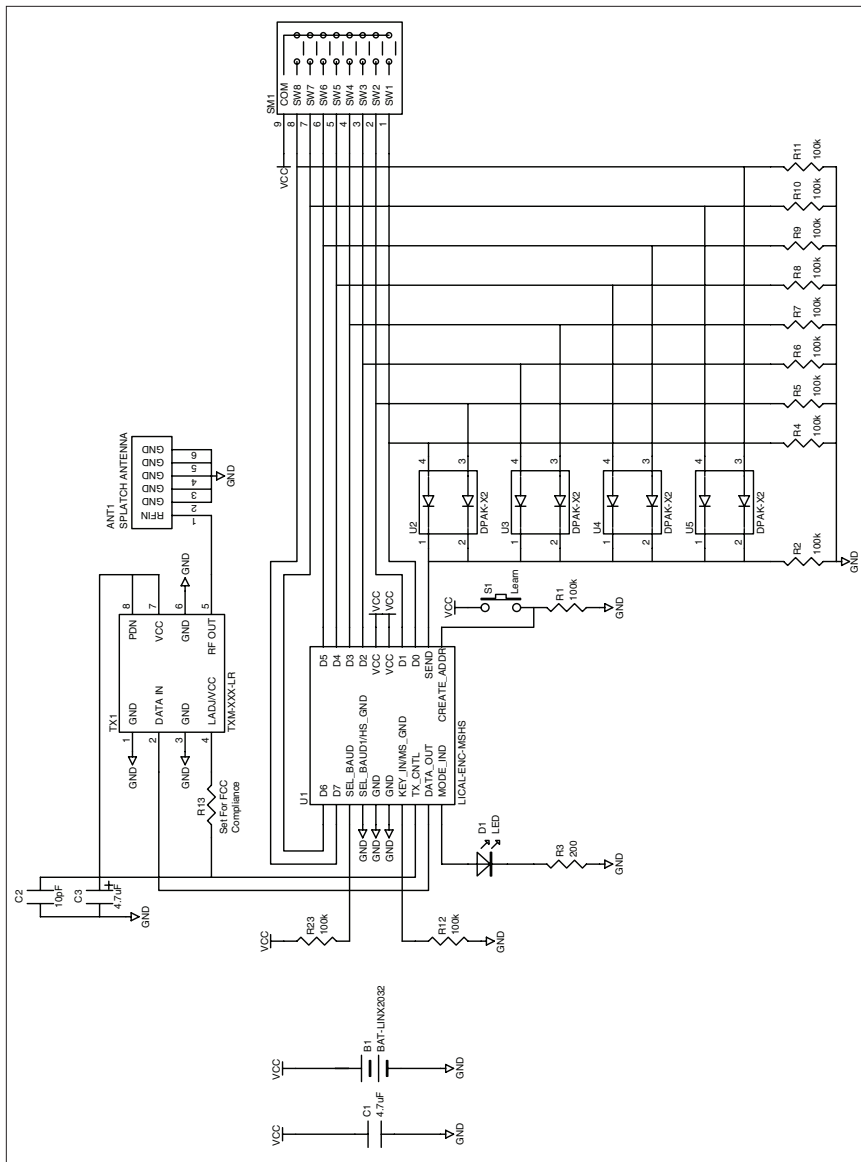 SM1
COM
SW8
SW7
SW6
SW5
SW4
SW3
SW2
SW1
9
8
7
6
5
4
3
2
1
VCC
R11
100k
R10
100k
R9
100k
R8
100k
R7
100k
R6
100k
R5
100k
R4
100k
R2
100k
GND
ANT1
SPLATCH ANTENNA
RFIN
GND
GND
GND
GND
GND
1
2
3
4
5
6
GND
TX1
GND
DATA IN
GND
LADJ/VCC
PDN
VCC
GND
RF OUT
TXM-XXX-LR
1
2
3
4
8
7
6
5
GND
GND
GND
R13
Set For FCC
Compliance
C2
10pF
C3
4.7uF
+
GND
U1
D6
D7
SEL_BAUD
SEL_BAUD1/HS_GND
GND
GND
KEY_IN/MS_GND
TX_CNTL
DATA_OUT
MODE_IND
D5
D4
D3
D2
VCC
VCC
D1
D0
SEND
CREATE_ADDR
LICAL-ENC-MSHS
VCC
VCC
GND
GND
GND
U2
1
2
4
3
DPAK-X2
U3
1
2
4
3
DPAK-X2
U4
1
2
4
3
DPAK-X2
U5
1
2
4
3
DPAK-X2
VCC
S1
Learn
R1
100k
GND
D1
LED
R3
200
GND
VCC
R23
100k
R12
100k
GND
VCC
B1
BAT-LINX2032
GND
VCC
C1
4.7uF
GND